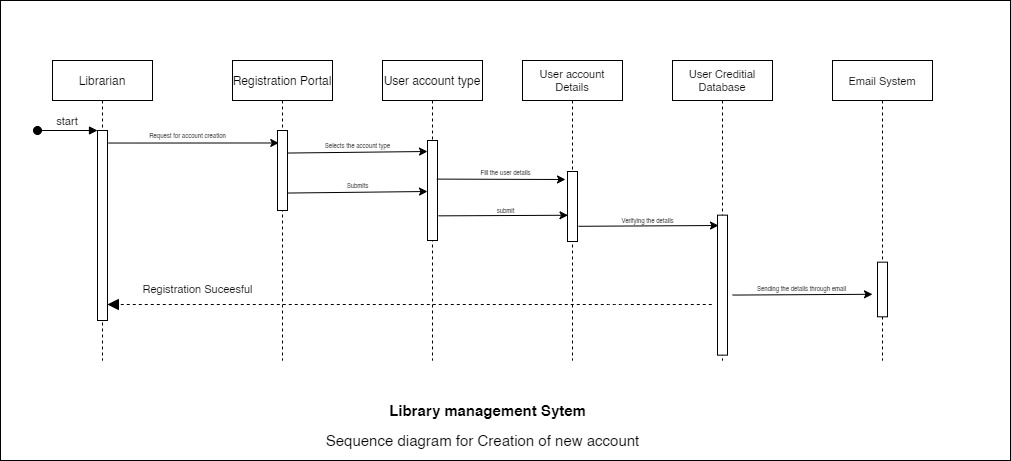 Librarian
Registration Portal
User account type
User account
Details
User Creditial
Database
Email System
start
Request for account creation
Selects the account type
Fill the user details
Submits
submit
Verifying the details
Registration Suceesful
Sending the details through email
Library management Sytem
Sequence diagram for Creation of new account